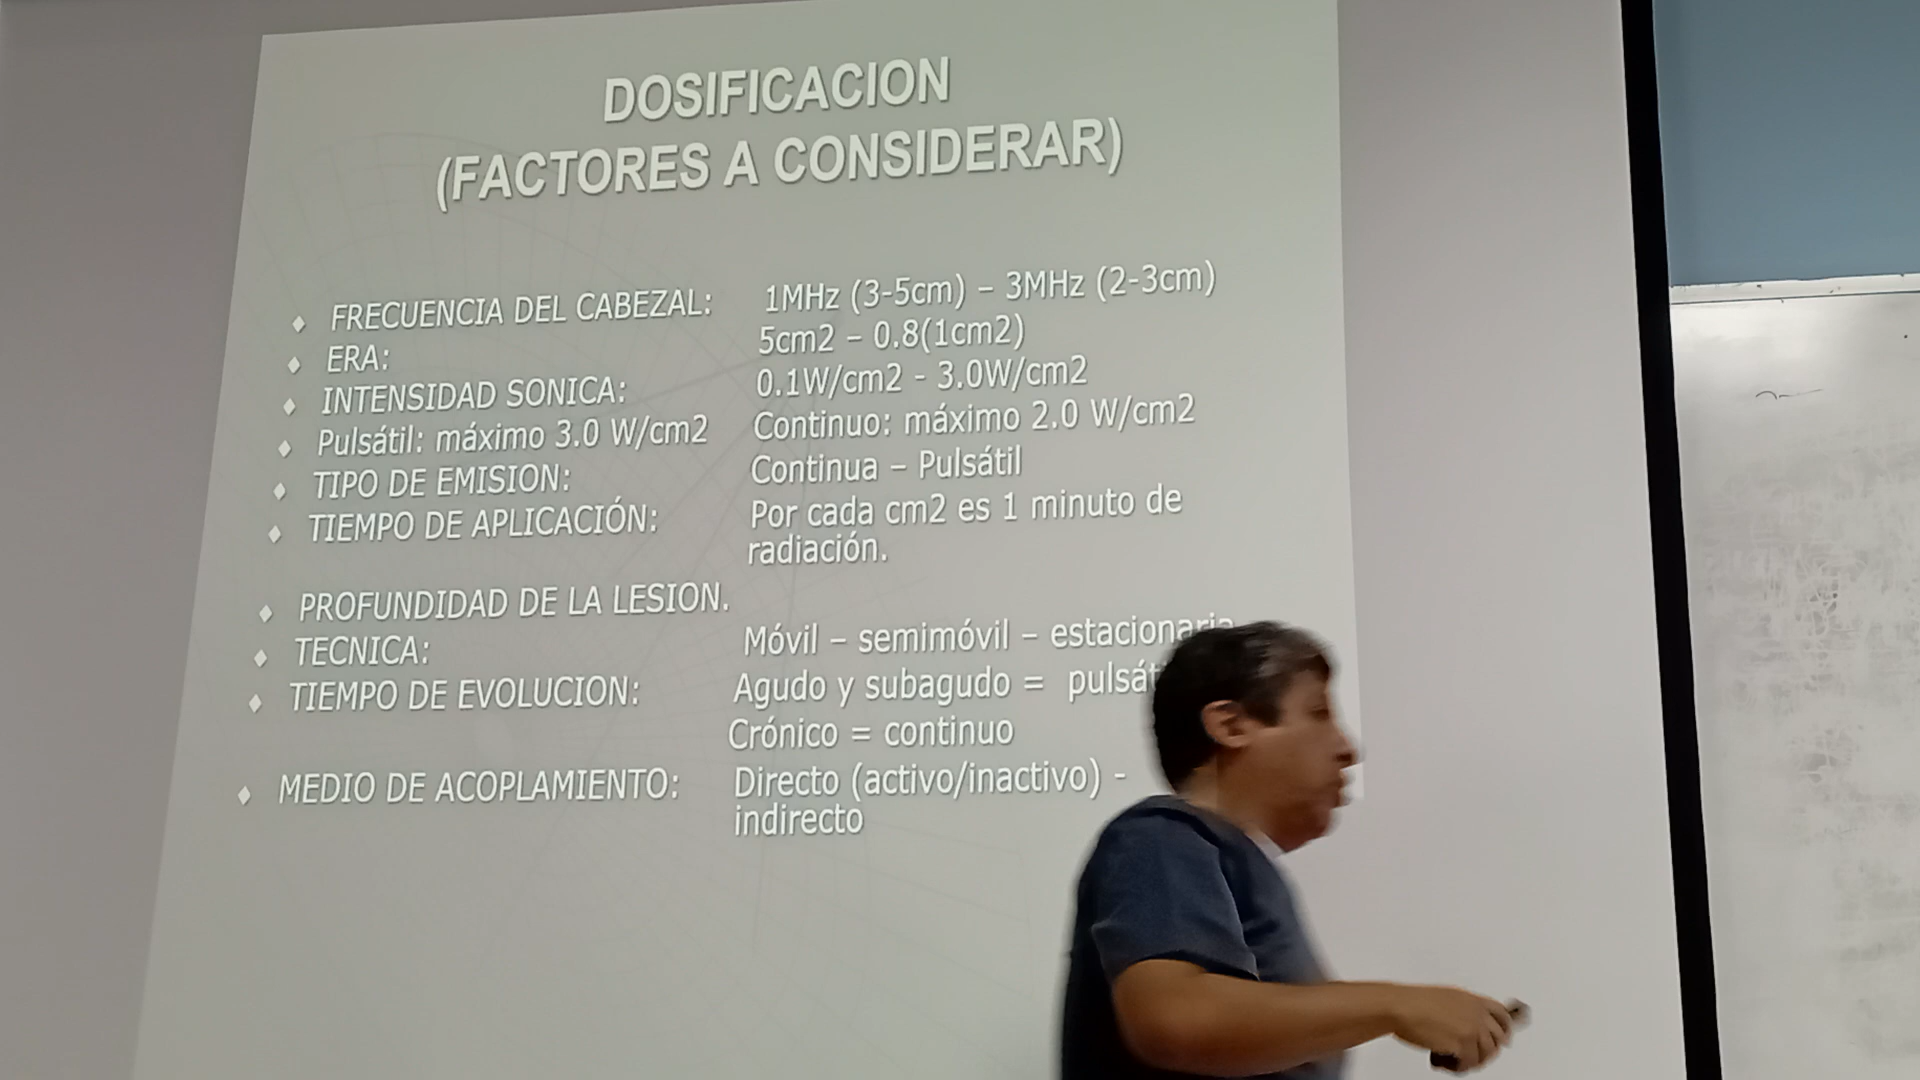 DOSIFICACION
(FACTORES A CONSIDERAR)
♦ FRECUENCIA DEL CABEZAL: 1MHz (3-5cm) – 3MHz (2-3cm)
♦ ERA: 5cm2 – 0.8(1cm2)
♦ INTENSIDAD SONICA: 0.1W/cm2 - 3.0W/cm2
♦ Pulsátil: máximo 3.0 W/cm2 Continuo: máximo 2.0 W/cm2
♦ TIPO DE EMISION: Continua – Pulsátil
♦ TIEMPO DE APLICACIÓN: Por cada cm2 es 1 minuto de
radiación.
♦ PROFUNDIDAD DE LA LESION.
♦ TECNICA: Móvil – semimóvil – estacionaria
♦ TIEMPO DE EVOLUCION: Agudo y subagudo =
Crónico = continuo
♦ MEDIO DE ACOPLAMIENTO: Directo (activo/inactivo) -
indirecto